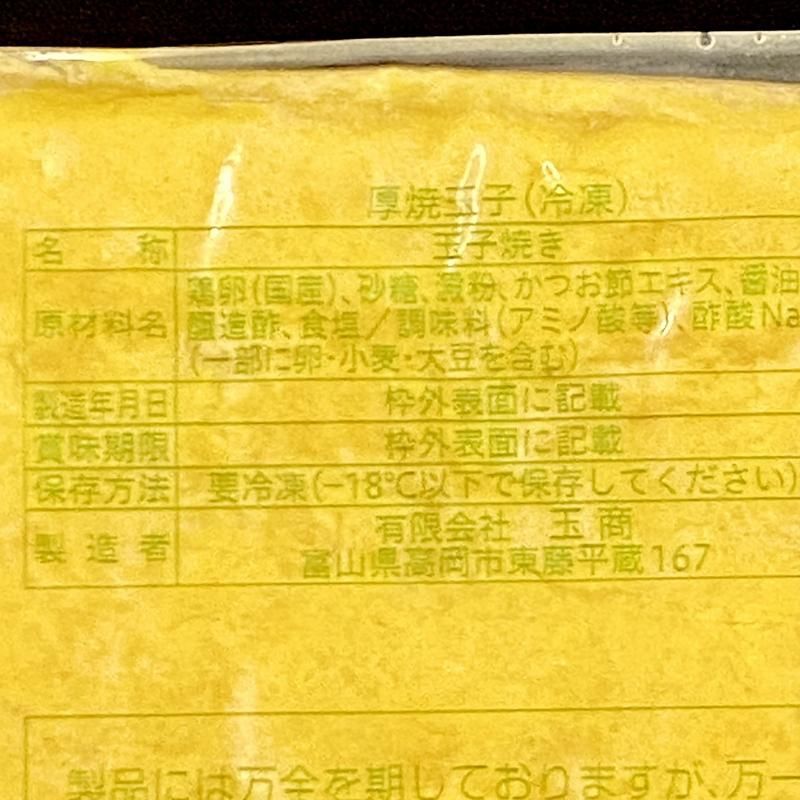 厚焼玉子(冷凍)
名称 玉子焼き
原材料名 鶏卵(国産)、砂糖、澱粉、かつお節エキス、醤油
醸造酢、食塩／調味料(アミノ酸等)、酢酸Na
(一部に卵・小麦・大豆を含む)
製造年月日 枠外表面に記載
賞味期限 枠外表面に記載
保存方法 要冷凍(−18℃以下で保存してください)
製造者 有限会社 玉商
富山県高岡市東藤平蔵167
製品には万全を期しておりますが、万一